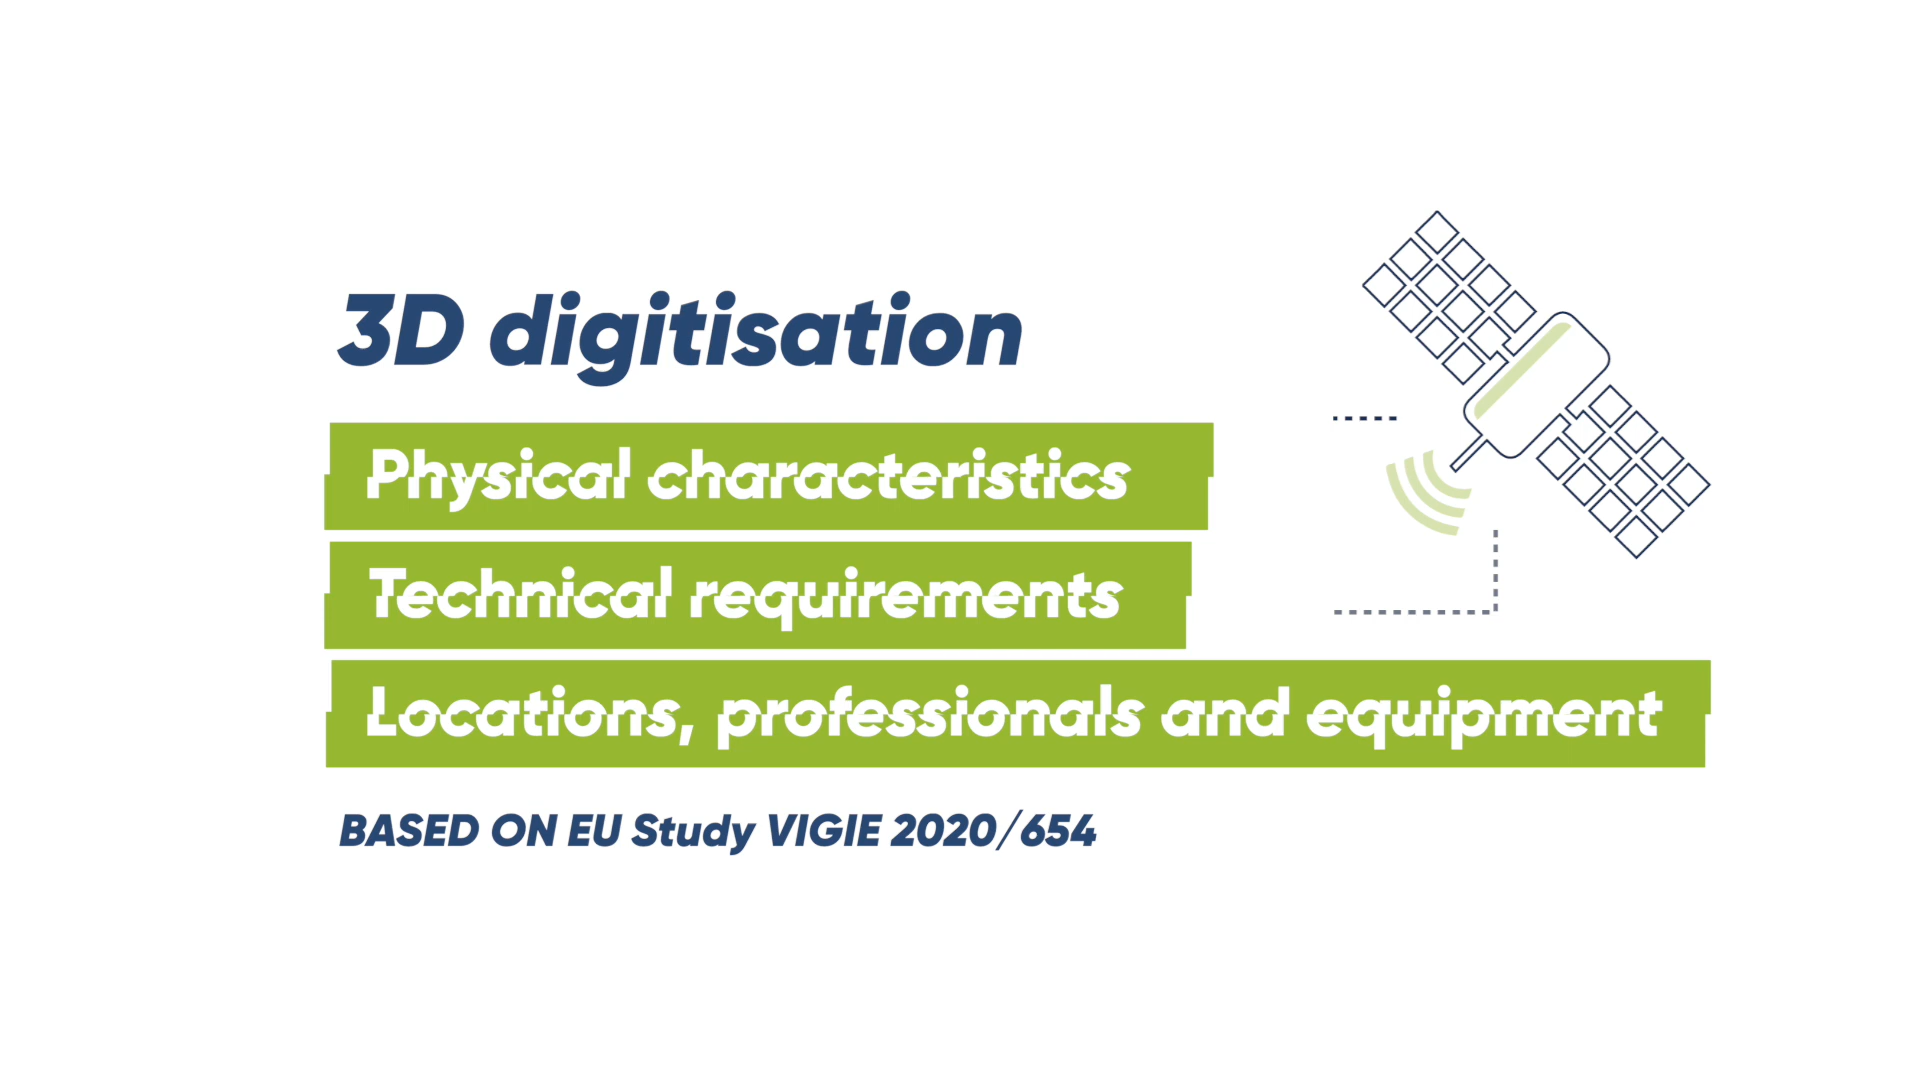 3D digitisation
Physical characteristics
Technical requirements
Locations, professionals and equipment
BASED ON EU Study VIGIE 2020/654